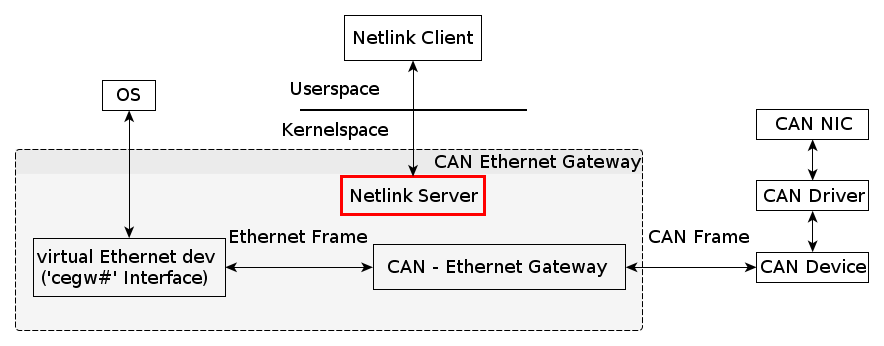 Netlink Client
Userspace
OS
Kernelspace
CAN NIC
CAN Ethernet Gateway
Netlink Server
CAN Driver
Ethernet Frame
CAN Frame
virtual Ethernet dev
('cegw#' Interface)
CAN - Ethernet Gateway
CAN Device